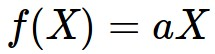 f(X) = aX